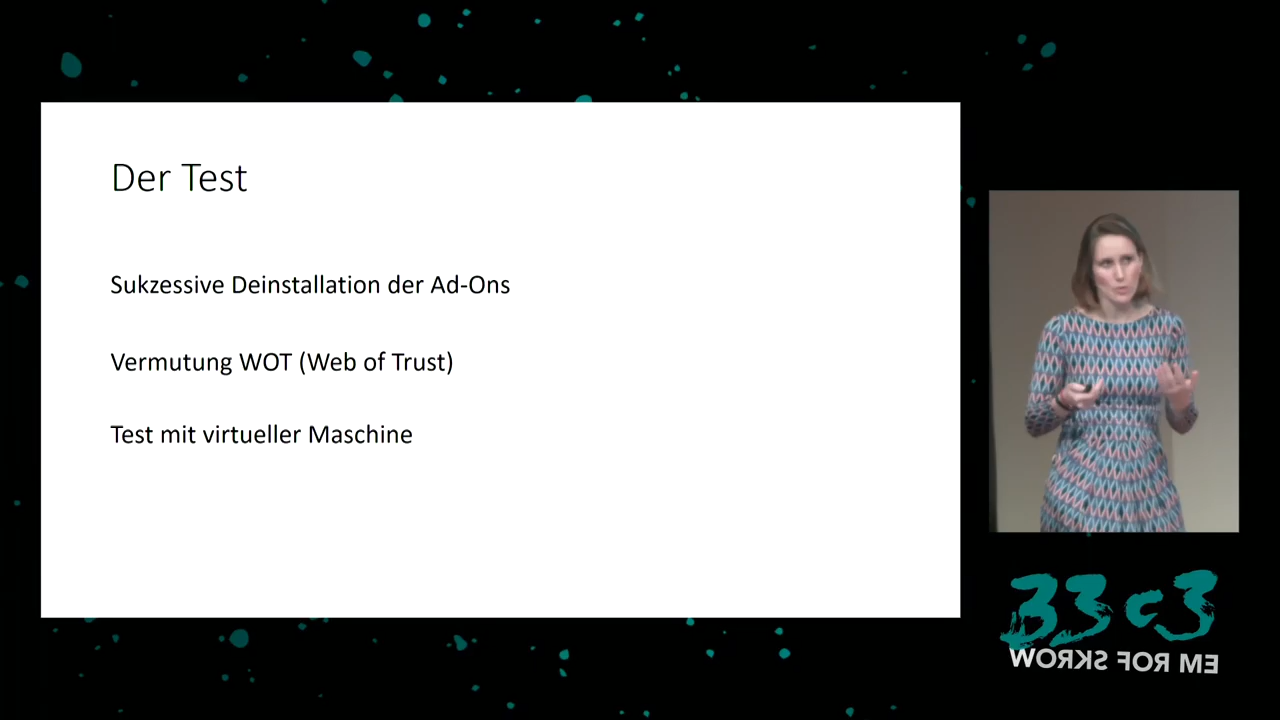 Der Test
Sukzessive Deinstallation der Ad-Ons
Vermutung WOT (Web of Trust)
Test mit virtueller Maschine
33c3
WORKS FOR ME